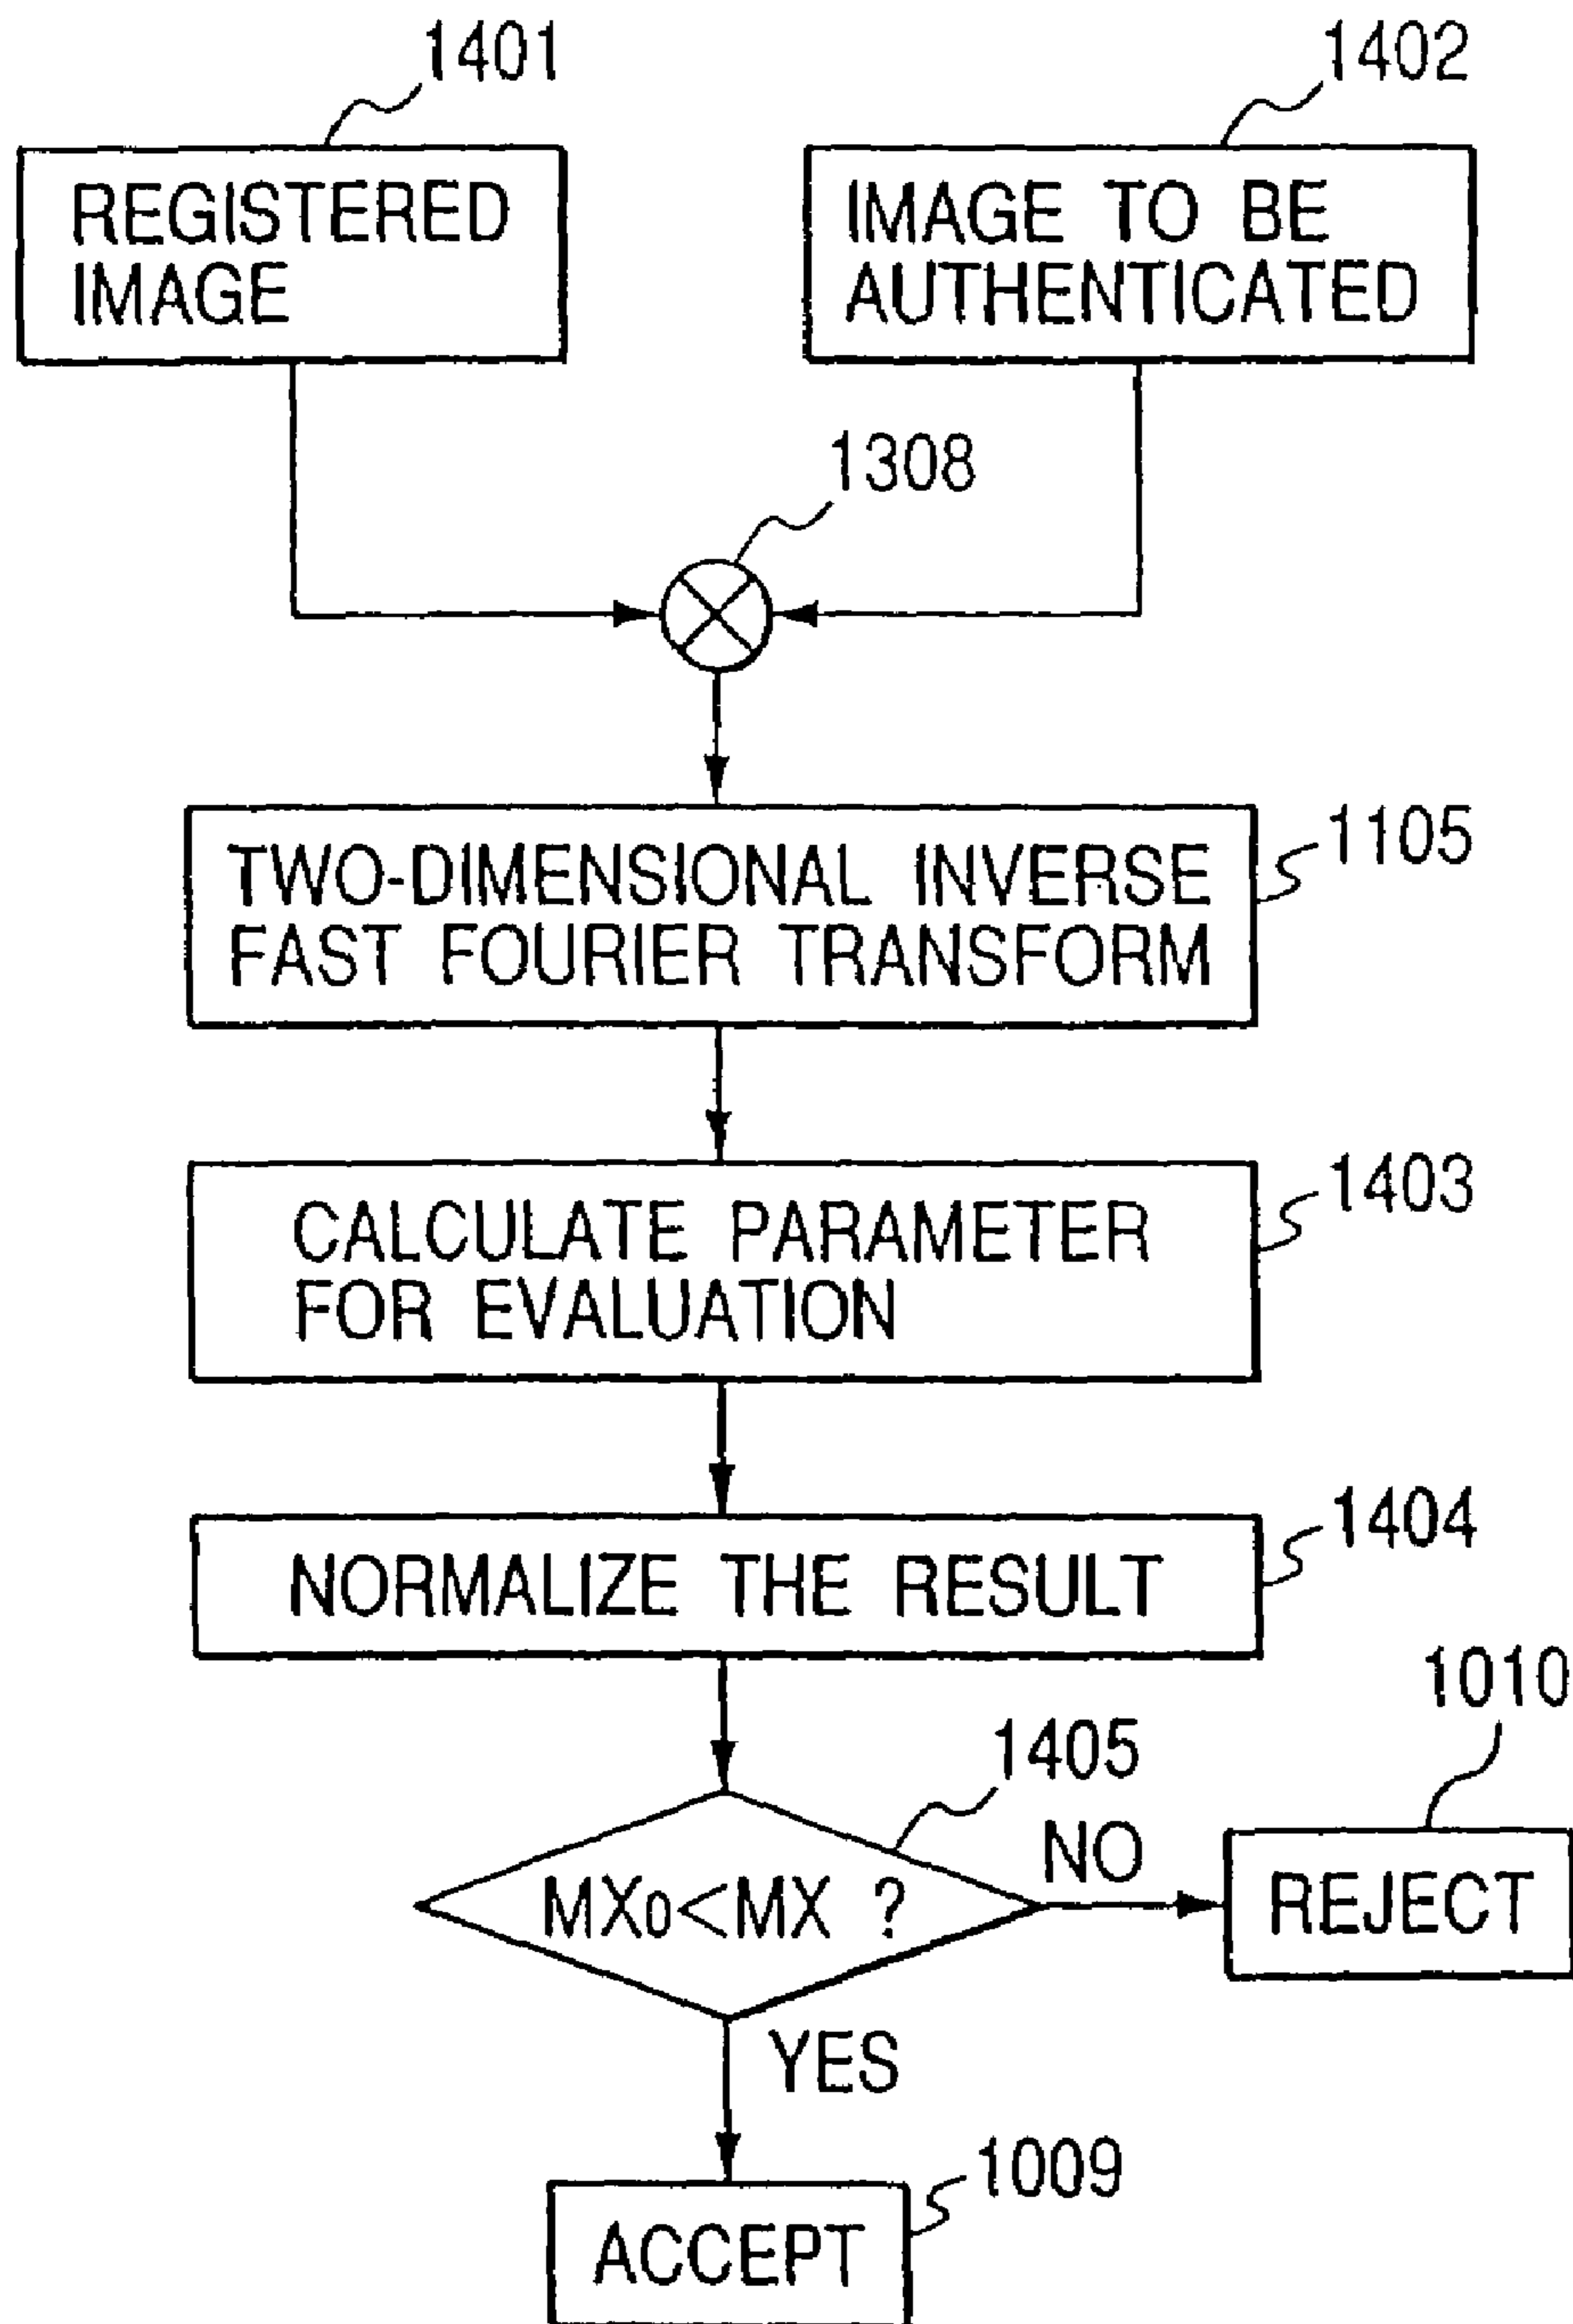 1401
1402
REGISTERED
IMAGE
IMAGE TO BE
AUTHENTICATED
1308
1105
TWO-DIMENSIONAL INVERSE
FAST FOURIER TRANSFORM
1403
CALCULATE PARAMETER
FOR EVALUATION
1404
NORMALIZE THE RESULT
1010
1405
NO
MX0<MX ?
REJECT
YES
1009
ACCEPT